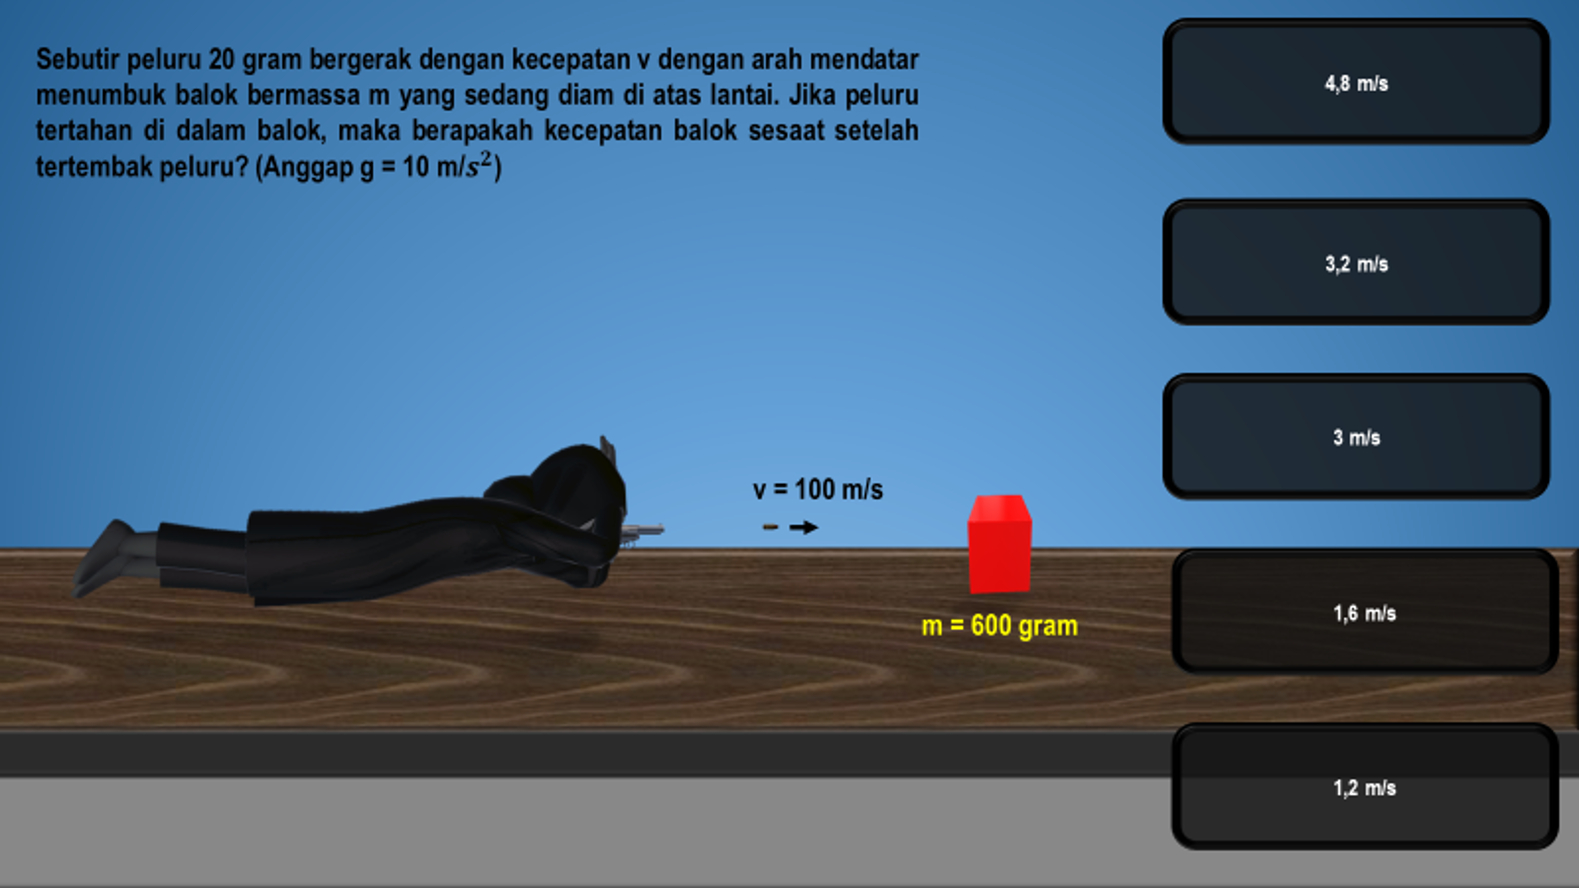 Sebutir peluru 20 gram bergerak dengan kecepatan v dengan arah mendatar
menumbuk balok bermassa m yang sedang diam di atas lantai. Jika peluru
tertahan di dalam balok, maka berapakah kecepatan balok sesaat setelah
tertembak peluru? (Anggap g = 10 m/s²)
4,8 m/s
3,2 m/s
3 m/s
v = 100 m/s
m = 600 gram
1,6 m/s
1,2 m/s